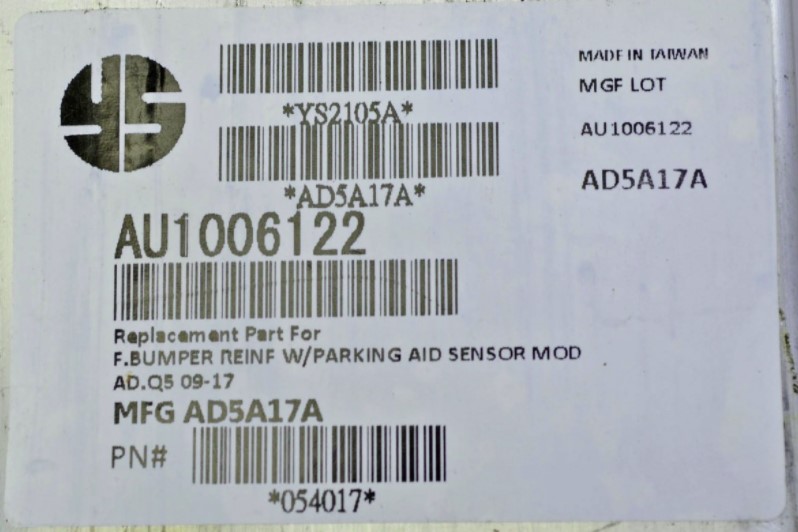 YS
*YS2105A*
*AD5A17A*
AU1006122
Replacement Part For
F.BUMPER REINF W/PARKING AID SENSOR MOD
AD.Q5 09-17
MFG AD5A17A
PN#
*054017*
MADE IN TAIWAN
MGF LOT
AU1006122
AD5A17A